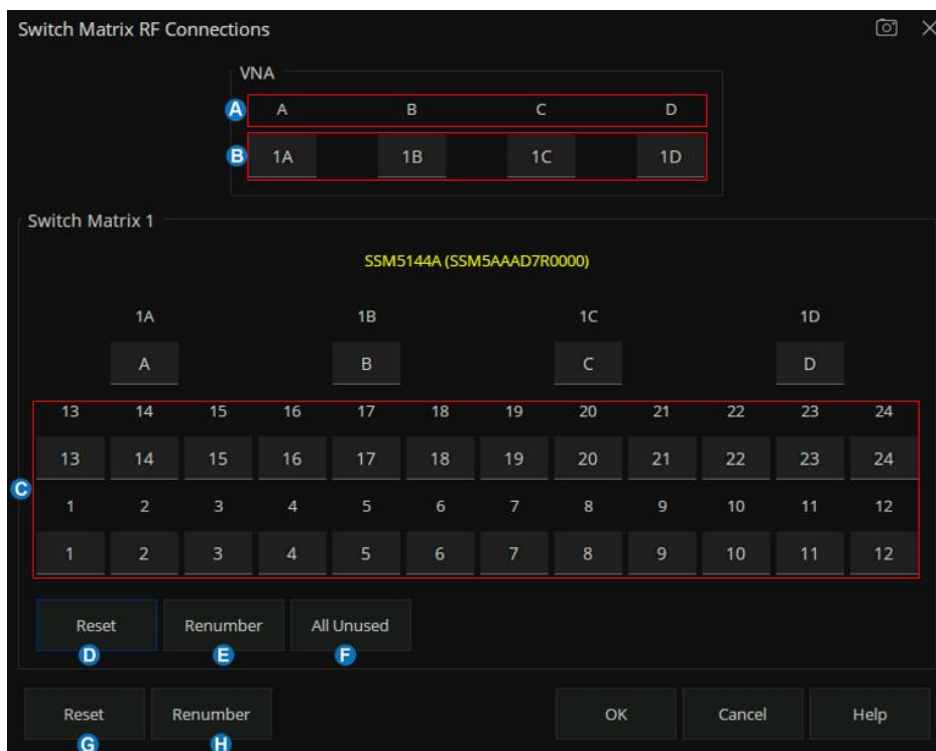 Switch Matrix RF Connections
VNA
A A B C D
B 1A 1B 1C 1D
Switch Matrix 1
SSM5144A (SSM5AAAD7R0000)
1A 1B 1C 1D
A B C D
13 14 15 16 17 18 19 20 21 22 23 24
13 14 15 16 17 18 19 20 21 22 23 24
C
1 2 3 4 5 6 7 8 9 10 11 12
1 2 3 4 5 6 7 8 9 10 11 12
Reset Renumber All Unused
D E F
Reset Renumber OK Cancel Help
G H